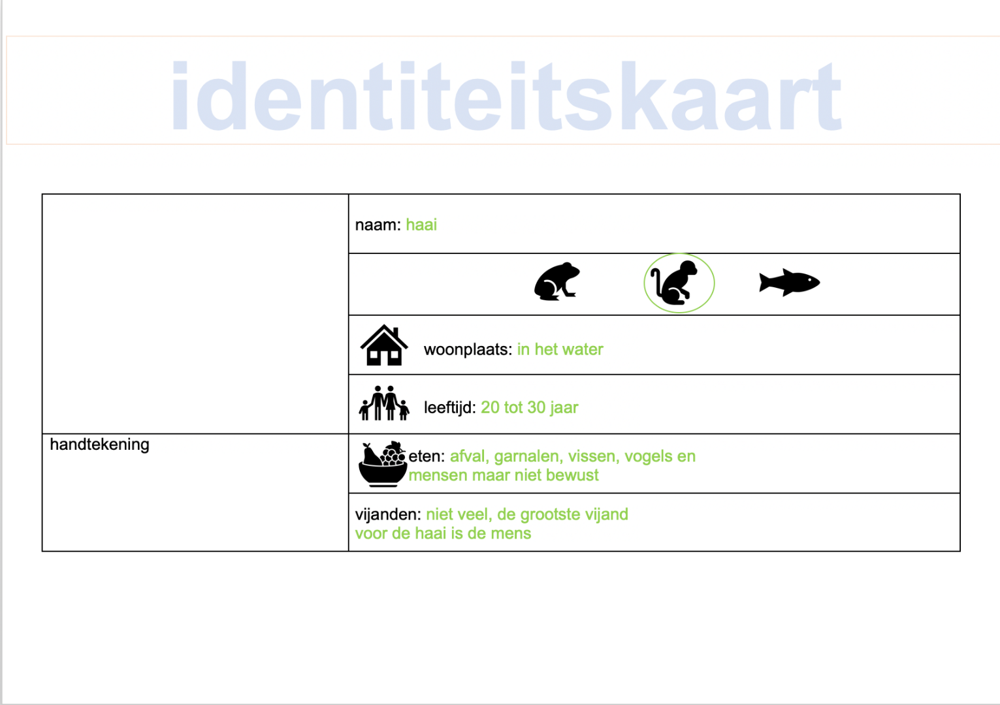 identiteitskaart
naam: haai
woonplaats: in het water
leeftijd: 20 tot 30 jaar
handtekening
eten: afval, garnalen, vissen, vogels en
mensen maar niet bewust
vijanden: niet veel, de grootste vijand
voor de haai is de mens